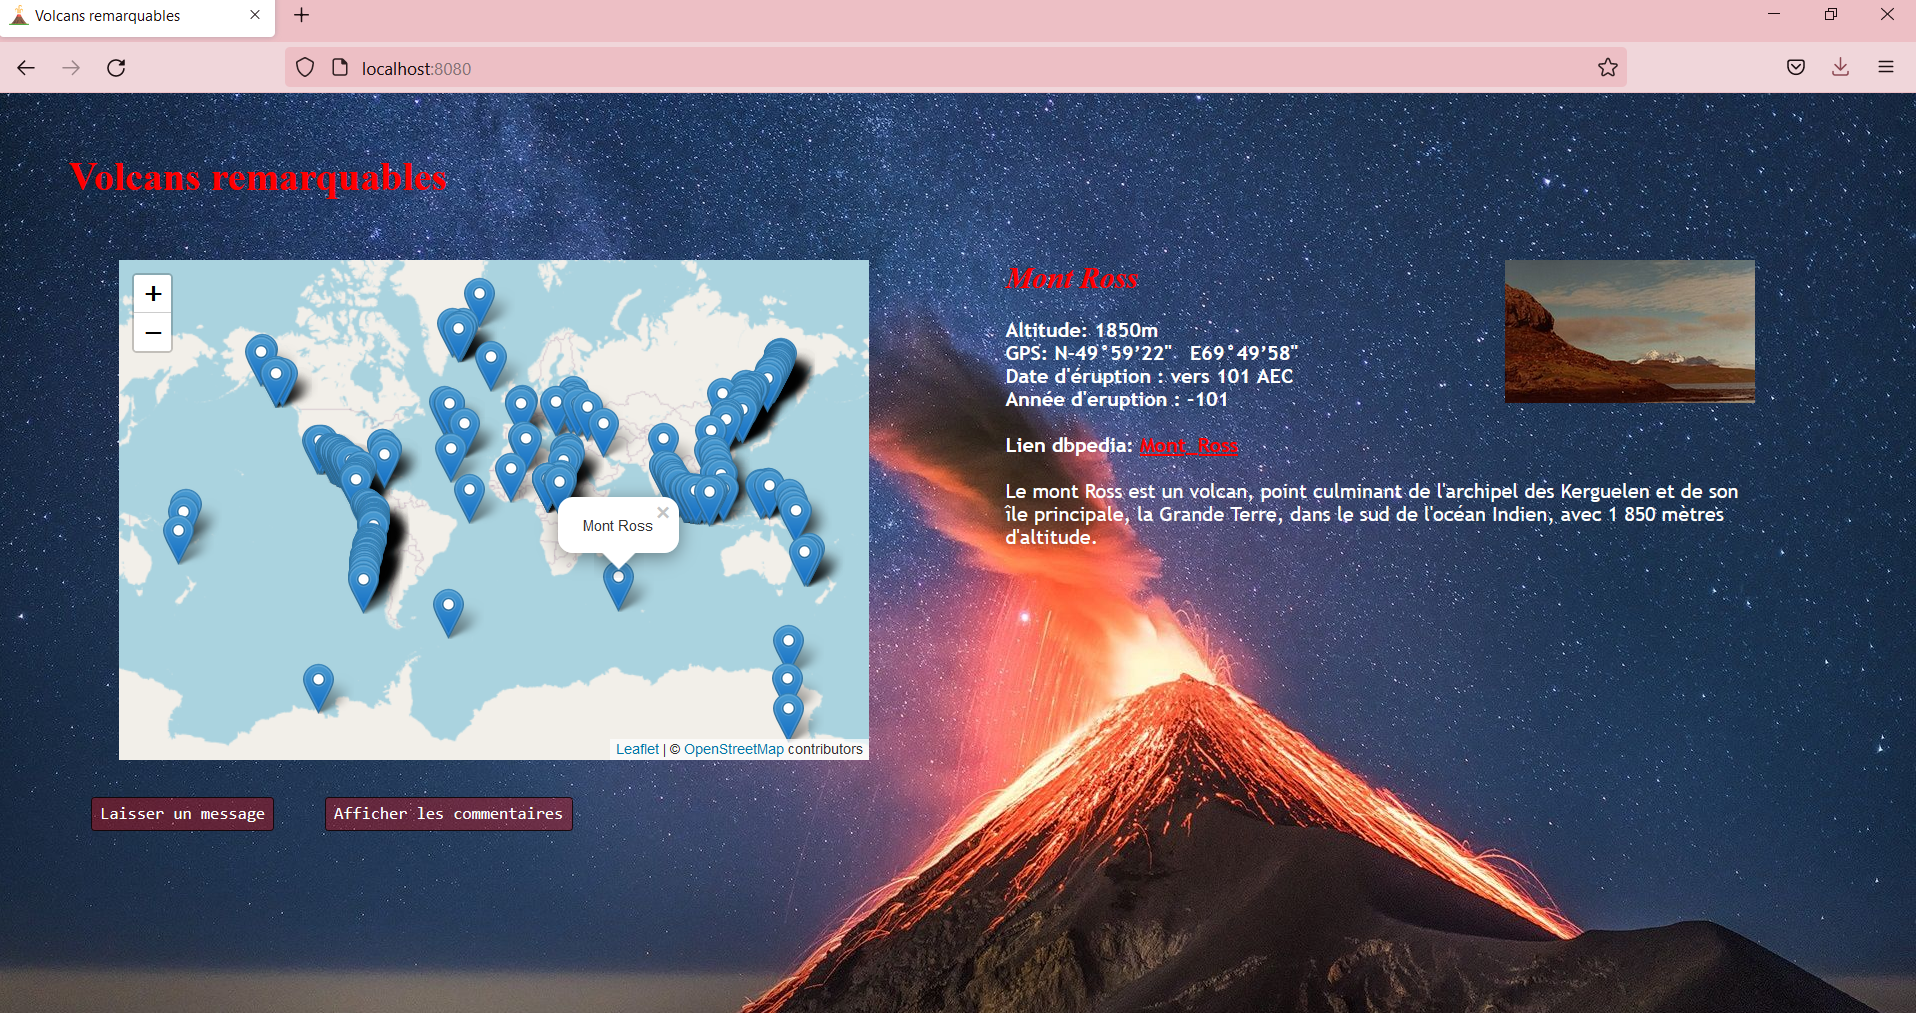 Volcans remarquables
localhost:8080
Volcans remarquables
+
−
Mont Ross
Leaflet | © OpenStreetMap contributors
Laisser un message
Afficher les commentaires
Mont Ross
Altitude: 1850m
GPS: N-49°59’22" E69°49’58"
Date d'éruption : vers 101 AEC
Année d'eruption : -101
Lien dbpedia: Mont_Ross
Le mont Ross est un volcan, point culminant de l'archipel des Kerguelen et de son
île principale, la Grande Terre, dans le sud de l'océan Indien, avec 1 850 mètres
d'altitude.